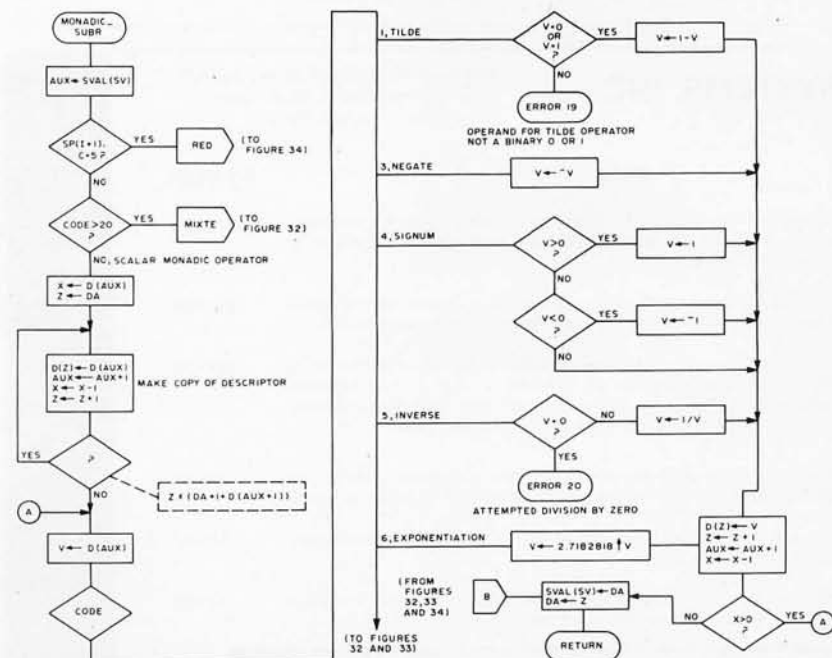 MONADIC_
SUBR
AUX ← SVAL(SV)
SP(I+1),
C=5 ?
YES
RED
(TO
FIGURE 34)
NO
CODE>20
?
YES
MIXTE
(TO
FIGURE 32)
NO, SCALAR MONADIC OPERATOR
X ← D(AUX)
Z ← DA
D(Z) ← D(AUX)
AUX ← AUX+1
X ← X-1
Z ← Z+1
MAKE COPY OF DESCRIPTOR
YES
?
NO
Z < (DA+1+D(AUX+1))
A
V ← D(AUX)
CODE
1, TILDE
V=0
OR
V=1
?
YES
V ← 1-V
NO
ERROR 19
OPERAND FOR TILDE OPERATOR
NOT A BINARY 0 OR 1
3, NEGATE
V ← ¯V
4, SIGNUM
V>0
?
YES
V ← 1
NO
V<0
?
YES
V ← ¯1
NO
5, INVERSE
V=0
?
NO
V ← 1/V
YES
ERROR 20
ATTEMPTED DIVISION BY ZERO
6, EXPONENTIATION
V ← 2.7182818 ↑ V
D(Z) ← V
Z ← Z+1
AUX ← AUX+1
X ← X-1
(FROM
FIGURES
32,33
AND 34)
B
SVAL(SV) ← DA
DA ← Z
NO
X>0
?
YES
A
RETURN
(TO FIGURES
32 AND 33)